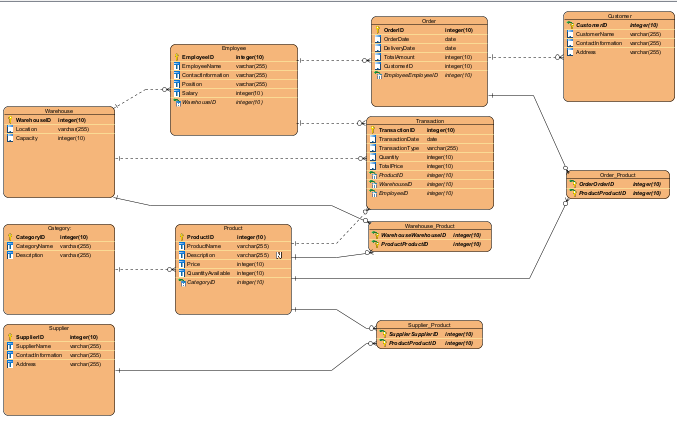 Customer
CustomerID integer(10)
CustomerName varchar(255)
ContactInformation varchar(255)
Address varchar(255)
Order
OrderID integer(10)
OrderDate date
DeliveryDate date
TotalAmount integer(10)
CustomerID integer(10)
EmployeeEmployeeID integer(10)
Employee
EmployeeID integer(10)
EmployeeName varchar(255)
ContactInformation varchar(255)
Position varchar(255)
Salary integer(10)
WarehouseID integer(10)
Warehouse
WarehouseID integer(10)
Location varchar(255)
Capacity integer(10)
Transaction
TransactionID integer(10)
TransactionDate date
TransactionType varchar(255)
Quantity integer(10)
TotalPrice integer(10)
ProductID integer(10)
WarehouseID integer(10)
EmployeeID integer(10)
Order_Product
OrderOrderID integer(10)
ProductProductID integer(10)
Warehouse_Product
WarehouseWarehouseID integer(10)
ProductProductID integer(10)
Category
CategoryID integer(10)
CategoryName varchar(255)
Description varchar(255)
Product
ProductID integer(10)
ProductName varchar(255)
Description varchar(255) N
Price integer(10)
QuantityAvailable integer(10)
CategoryID integer(10)
Supplier
SupplierID integer(10)
SupplierName varchar(255)
ContactInformation varchar(255)
Address varchar(255)
Supplier_Product
SupplierSupplierID integer(10)
ProductProductID integer(10)